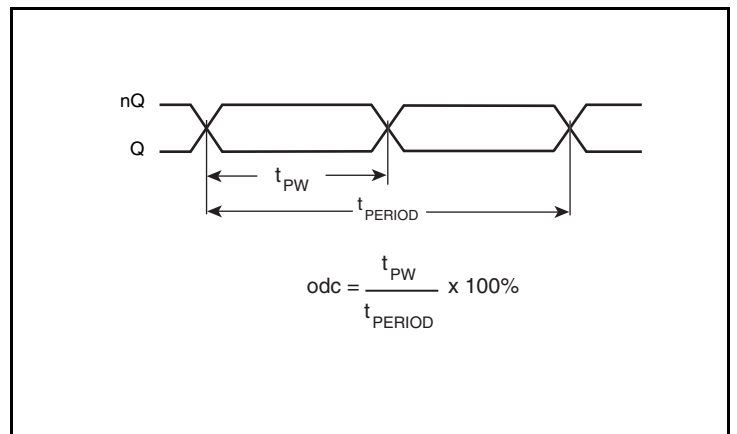 nQ
Q
tPW
tPERIOD
odc = tPW / tPERIOD x 100%